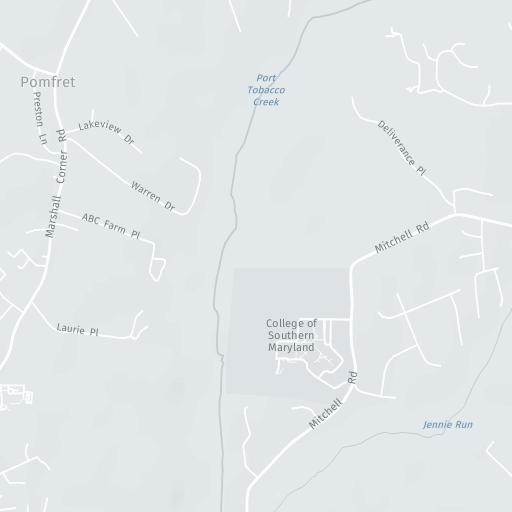 Port
Tobacco
Creek
Pomfret
Preston Ln
Lakeview Dr
Marshall Corner Rd
Deliverance Pl
Warren Dr
ABC Farm Pl
Mitchell Rd
Laurie Pl
College of
Southern
Maryland
Mitchell Rd
Jennie Run